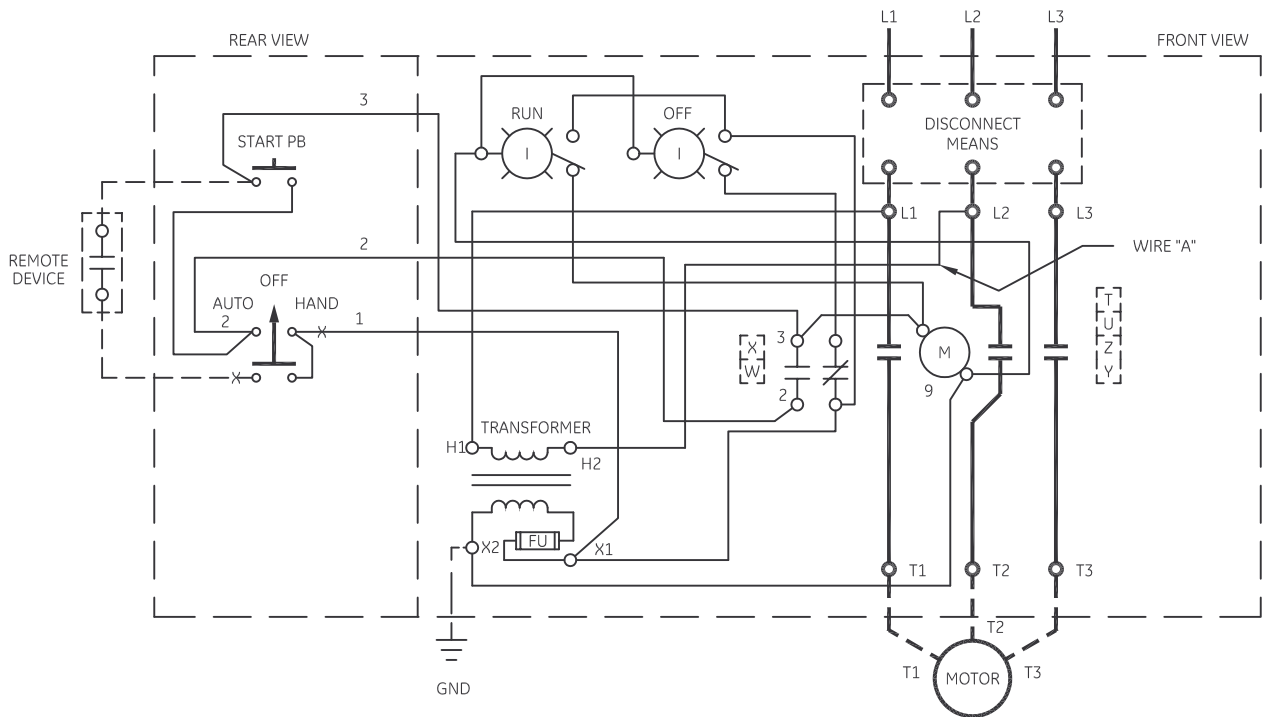 L1 L2 L3
REAR VIEW
FRONT VIEW
3
RUN
OFF
DISCONNECT
MEANS
START PB
I
I
L1
L2
L3
REMOTE
DEVICE
2
WIRE "A"
OFF
AUTO
HAND
2
1
X
X
3
X
W
2
M
9
T
U
Z
Y
TRANSFORMER
H1
H2
X2
FU
X1
T1
T2
T3
GND
T2
T1
MOTOR
T3